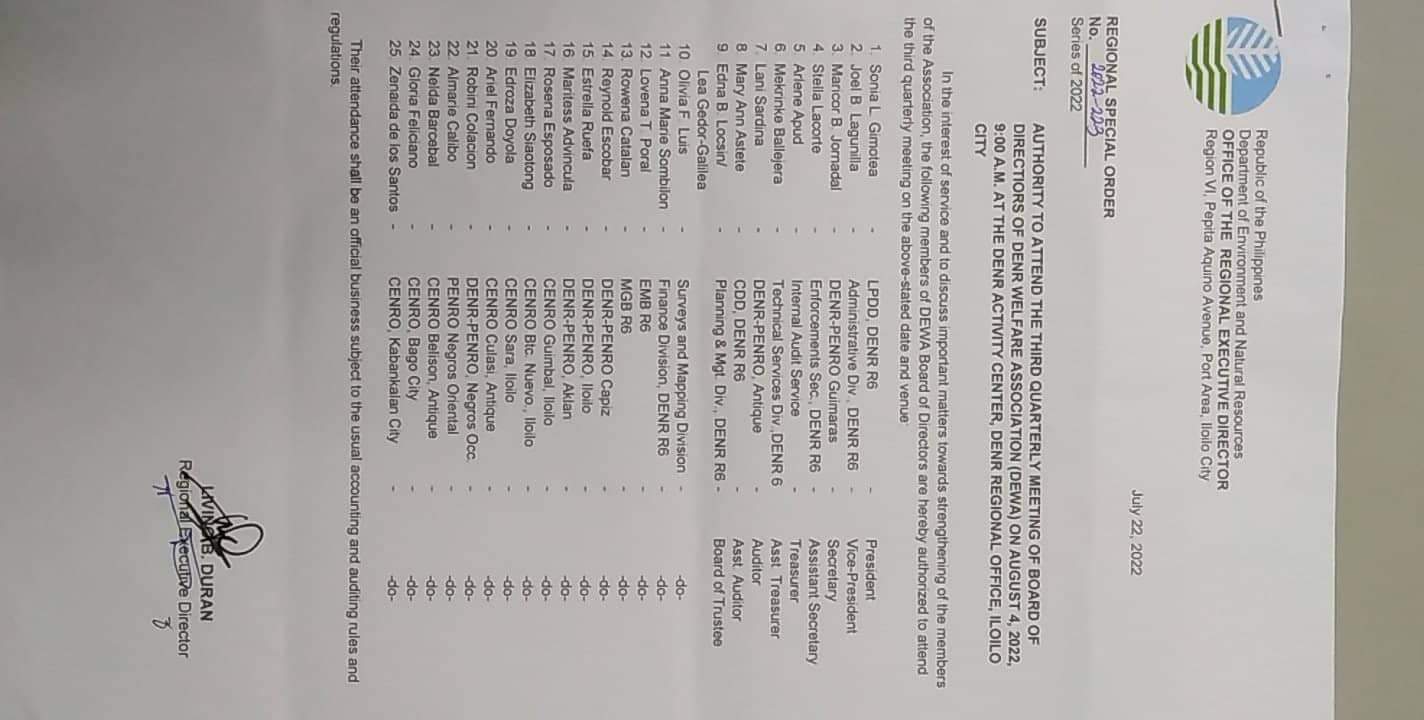 Republic of the Philippines
Department of Environment and Natural Resources
OFFICE OF THE REGIONAL EXECUTIVE DIRECTOR
Region VI, Pepita Aquino Avenue, Port Area, Iloilo City
July 22, 2022
REGIONAL SPECIAL ORDER
No. 2022-223
Series of 2022
SUBJECT: AUTHORITY TO ATTEND THE THIRD QUARTERLY MEETING OF BOARD OF
DIRECTIORS OF DENR WELFARE ASSOCIATION (DEWA) ON AUGUST 4, 2022,
9:00 A.M. AT THE DENR ACTIVITY CENTER, DENR REGIONAL OFFICE, ILOILO
CITY
In the interest of service and to discuss important matters towards strengthening of the members
of the Association, the following members of DEWA Board of Directors are hereby authorized to attend
the third quarterly meeting on the above-stated date and venue:
1. Sonia L. Gimotea - LPDD, DENR R6 - President
2. Joel B. Lagunilla - Administrative Div., DENR R6 - Vice-President
3. Maricor B. Jornadal - DENR-PENRO Guimaras - Secretary
4. Stella Lacorte - Enforcements Sec., DENR R6 - Assistant Secretary
5. Arlene Apud - Internal Audit Service - Treasurer
6. Mekrinke Ballejera - Technical Services Div.,DENR 6 - Asst. Treasurer
7. Lani Sardina - DENR-PENRO, Antique - Auditor
8. Mary Ann Astete - CDD, DENR R6 - Asst. Auditor
9. Edna B. Locsin/ - Planning & Mgt. Div., DENR R6 - Board of Trustee
Lea Gedor-Galilea
10. Olivia F. Luis - Surveys and Mapping Division - -do-
11. Anna Marie Sombilon - Finance Division, DENR R6 - -do-
12. Lovena T. Poral - EMB R6 - -do-
13. Rowena Catalan - MGB R6 - -do-
14. Reynold Escobar - DENR-PENRO Capiz - -do-
15. Estrella Ruefa - DENR-PENRO, Iloilo - -do-
16. Maritess Advincula - DENR-PENRO, Aklan - -do-
17. Rosena Esposado - CENRO Guimbal, Iloilo - -do-
18. Elizabeth Siaotong - CENRO Btc. Nuevo., Iloilo - -do-
19. Edroza Doyola - CENRO Sara, Iloilo - -do-
20. Ariel Fernando - CENRO Culasi, Antique - -do-
21. Robini Colacion - DENR-PENRO, Negros Occ. - -do-
22. Almarie Calibo - PENRO Negros Oriental - -do-
23. Nelda Barcebal - CENRO Belison, Antique - -do-
24. Gloria Feliciano - CENRO, Bago City - -do-
25. Zenaida de los Santos - CENRO, Kabankalan City - -do-
Their attendance shall be an official business subject to the usual accounting and auditing rules and
regulations.
LIVINO B. DURAN
Regional Executive Director